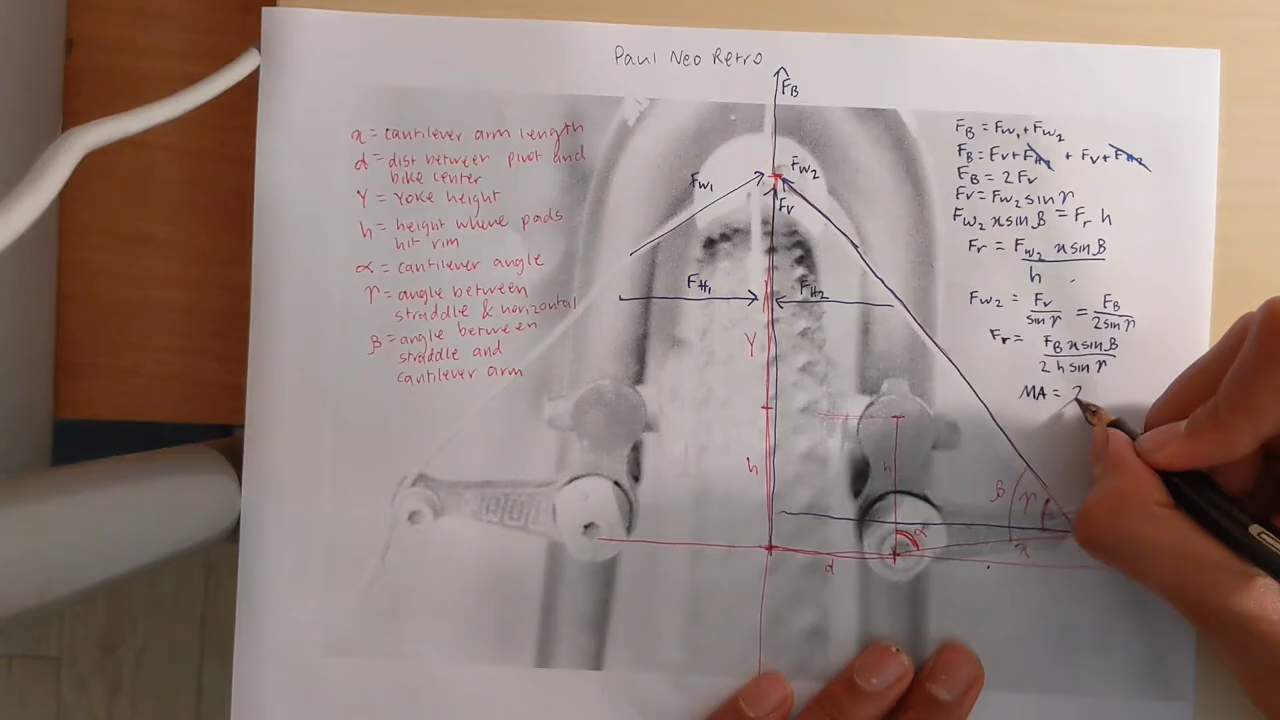 Paul Neo Retro
x = cantilever arm length
d = dist between pivot and
bike center
Y = Yoke height
h = height where pads
hit rim
α = cantilever angle
γ = angle between
straddle & horizontal
β = angle between
straddle and
cantilever arm
FB
Fw1
Fw2
Fv
FH1
FH2
Y
h
h
d
α
β
γ
x
FB = Fw1 + Fw2
FB = Fv + FH1 + Fv + FH2
FB = 2Fv
Fv = Fw2 sin γ
Fw2 x sin β = Fr h
Fr = Fw2 x sin β / h
Fw2 = Fv / sin γ = FB / 2 sin γ
Fr = FB x sin β / 2 h sin γ
MA = 2